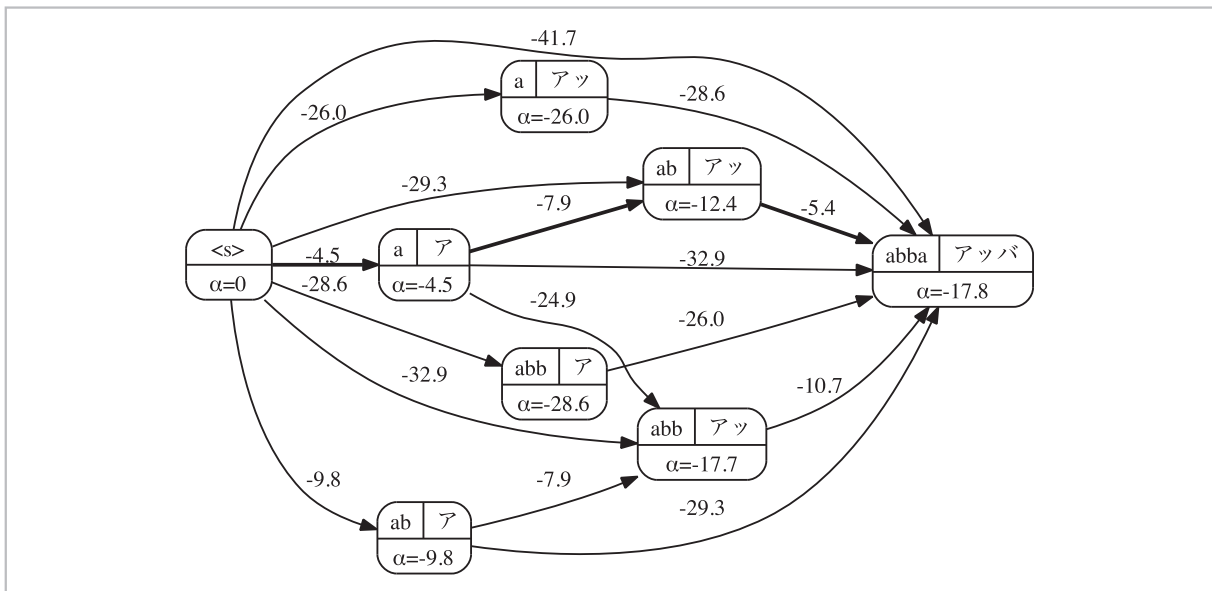 -41.7
a アッ
α=-26.0
-28.6
-26.0
ab アッ
α=-12.4
-29.3
-7.9
-5.4
<s>
α=0
-4.5
a ア
α=-4.5
-32.9
abba アッバ
α=-17.8
-28.6
-24.9
-26.0
abb ア
α=-28.6
-32.9
-10.7
abb アッ
α=-17.7
-9.8
-7.9
-29.3
ab ア
α=-9.8